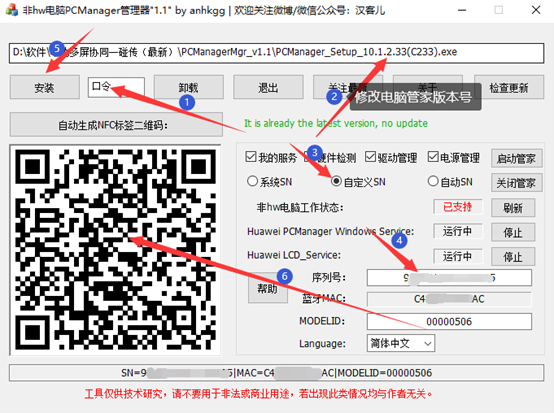 非hw电脑PCManager管理器"1.1" by anhkgg | 欢迎关注微博/微信公众号：汉客儿
D:\软件\ 多屏协同一碰传（最新）\PCManagerMgr_v1.1\PCManager_Setup_10.1.2.33(C233).exe
5
安装 口令 卸载 退出 关于 检查更新
1 2 修改电脑管家版本号
自动生成NFC标签二维码： It is already the latest version, no update
3
我的服务 硬件检测 驱动管理 电源管理 启动管家
系统SN 自定义SN 自动SN 关闭管家
非hw电脑工作状态： 已支持 刷新
Huawei PCManager Windows Service: 运行中 停止
4
Huawei LCD_Service: 运行中 停止
6 序列号： 9 5
帮助 蓝牙MAC： C4 AC
MODELID： 00000506
Language： 简体中文
SN=9 5|MAC=C4 AC|MODELID=00000506
工具仅供技术研究，请不要用于非法或商业用途，若出现此类情况均与作者无关。